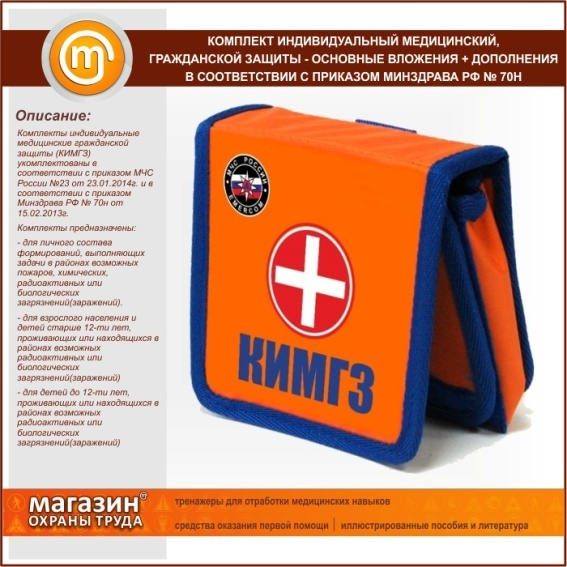 m
КОМПЛЕКТ ИНДИВИДУАЛЬНЫЙ МЕДИЦИНСКИЙ,
ГРАЖДАНСКОЙ ЗАЩИТЫ - ОСНОВНЫЕ ВЛОЖЕНИЯ + ДОПОЛНЕНИЯ
В СООТВЕТСТВИИ С ПРИКАЗОМ МИНЗДРАВА РФ № 70Н
Описание:
Комплекты индивидуальные
медицинские гражданской
защиты (КИМГЗ)
укомплектованы в
соответствии с приказом МЧС
России №23 от 23.01.2014г. и в
соответствии с приказом
Минздрава РФ № 70н от
15.02.2013г.
Комплекты предназначены:
- для личного состава
формирований, выполняющих
задачи в районах возможных
пожаров, химических,
радиоактивных или
биологических
загрязнений(заражений).
- для взрослого населения и
детей старше 12-ти лет,
проживающих или находящихся в
районах возможных
радиоактивных или
биологических
загрязнений(заражений)
- для детей до 12-ти лет,
проживающих или находящихся в
районах возможных
радиоактивных или
биологических
загрязнений(заражений)
МЧС РОССИИ
EMERCOM
КИМГЗ
магазин m
ОХРАНЫ ТРУДА
тренажеры для отработки медицинских навыков
средства оказания первой помощи | иллюстрированные пособия и литература